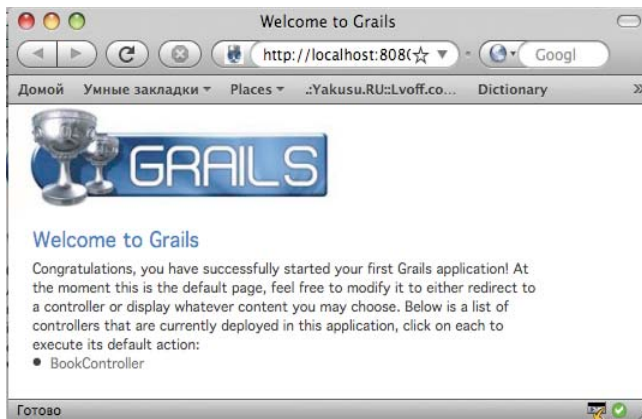 Welcome to Grails
http://localhost:808(
Googl
Домой Умные закладки Places .:Yakusu.RU::Lvoff.co... Dictionary »
GRAILS
Welcome to Grails
Congratulations, you have successfully started your first Grails application! At
the moment this is the default page, feel free to modify it to either redirect to
a controller or display whatever content you may choose. Below is a list of
controllers that are currently deployed in this application, click on each to
execute its default action:
• BookController
Готово